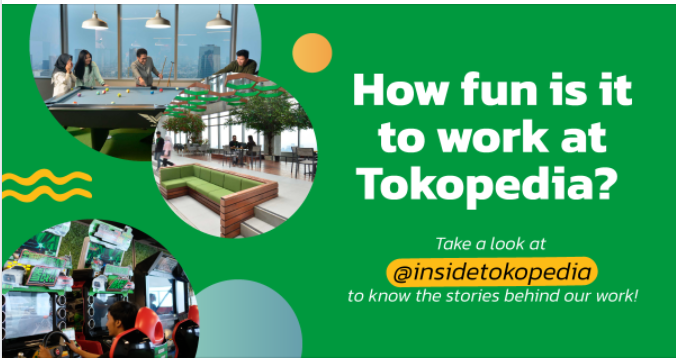 How fun is it
to work at
Tokopedia?
Take a look at
@insidetokopedia
to know the stories behind our work!